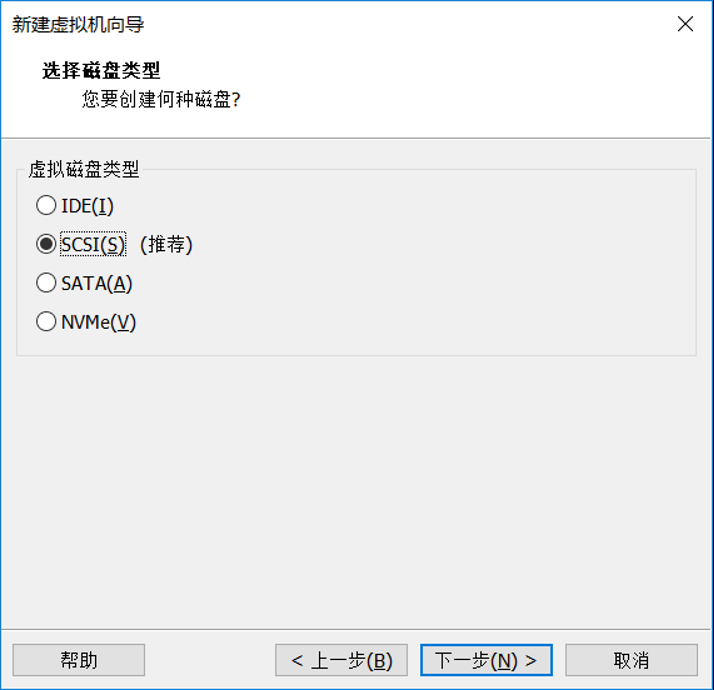 新建虚拟机向导
选择磁盘类型
您要创建何种磁盘?
虚拟磁盘类型
IDE(I)
SCSI(S) (推荐)
SATA(A)
NVMe(V)
帮助 < 上一步(B) 下一步(N) > 取消